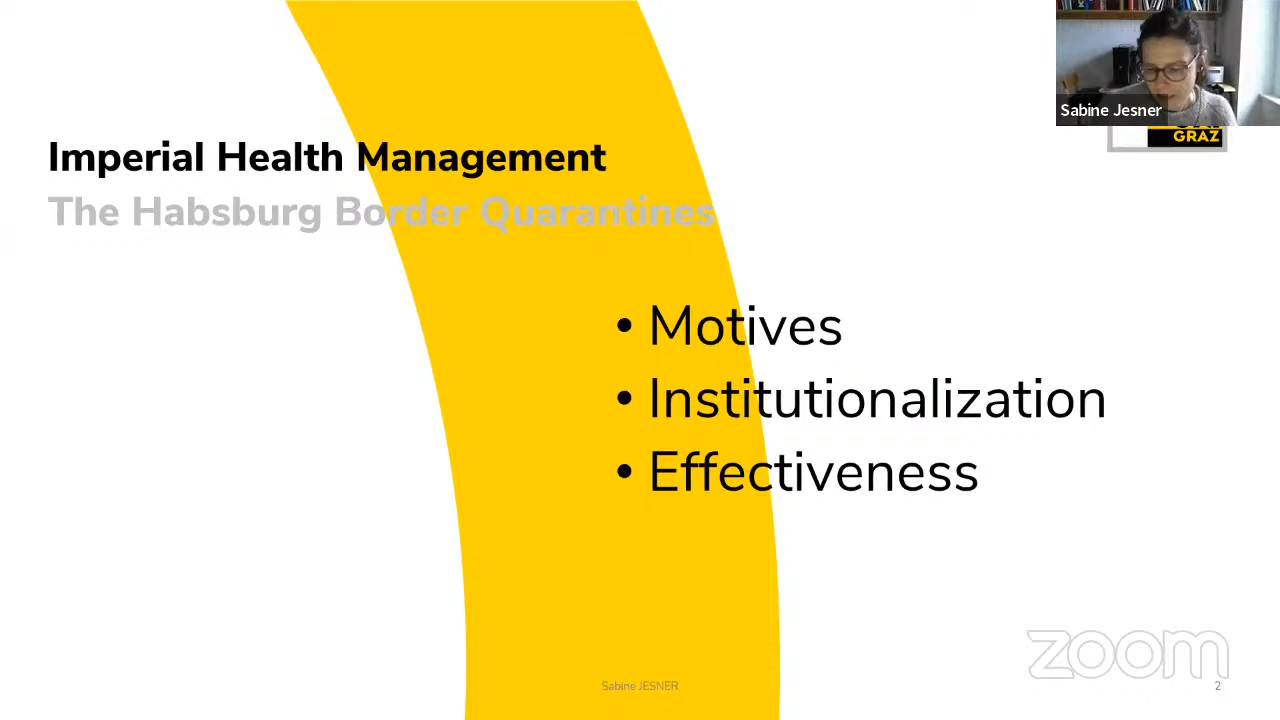 Imperial Health Management
The Habsburg Border Quarantines
• Motives
• Institutionalization
• Effectiveness
Sabine Jesner
GRAZ
zoom
Sabine JESNER
2